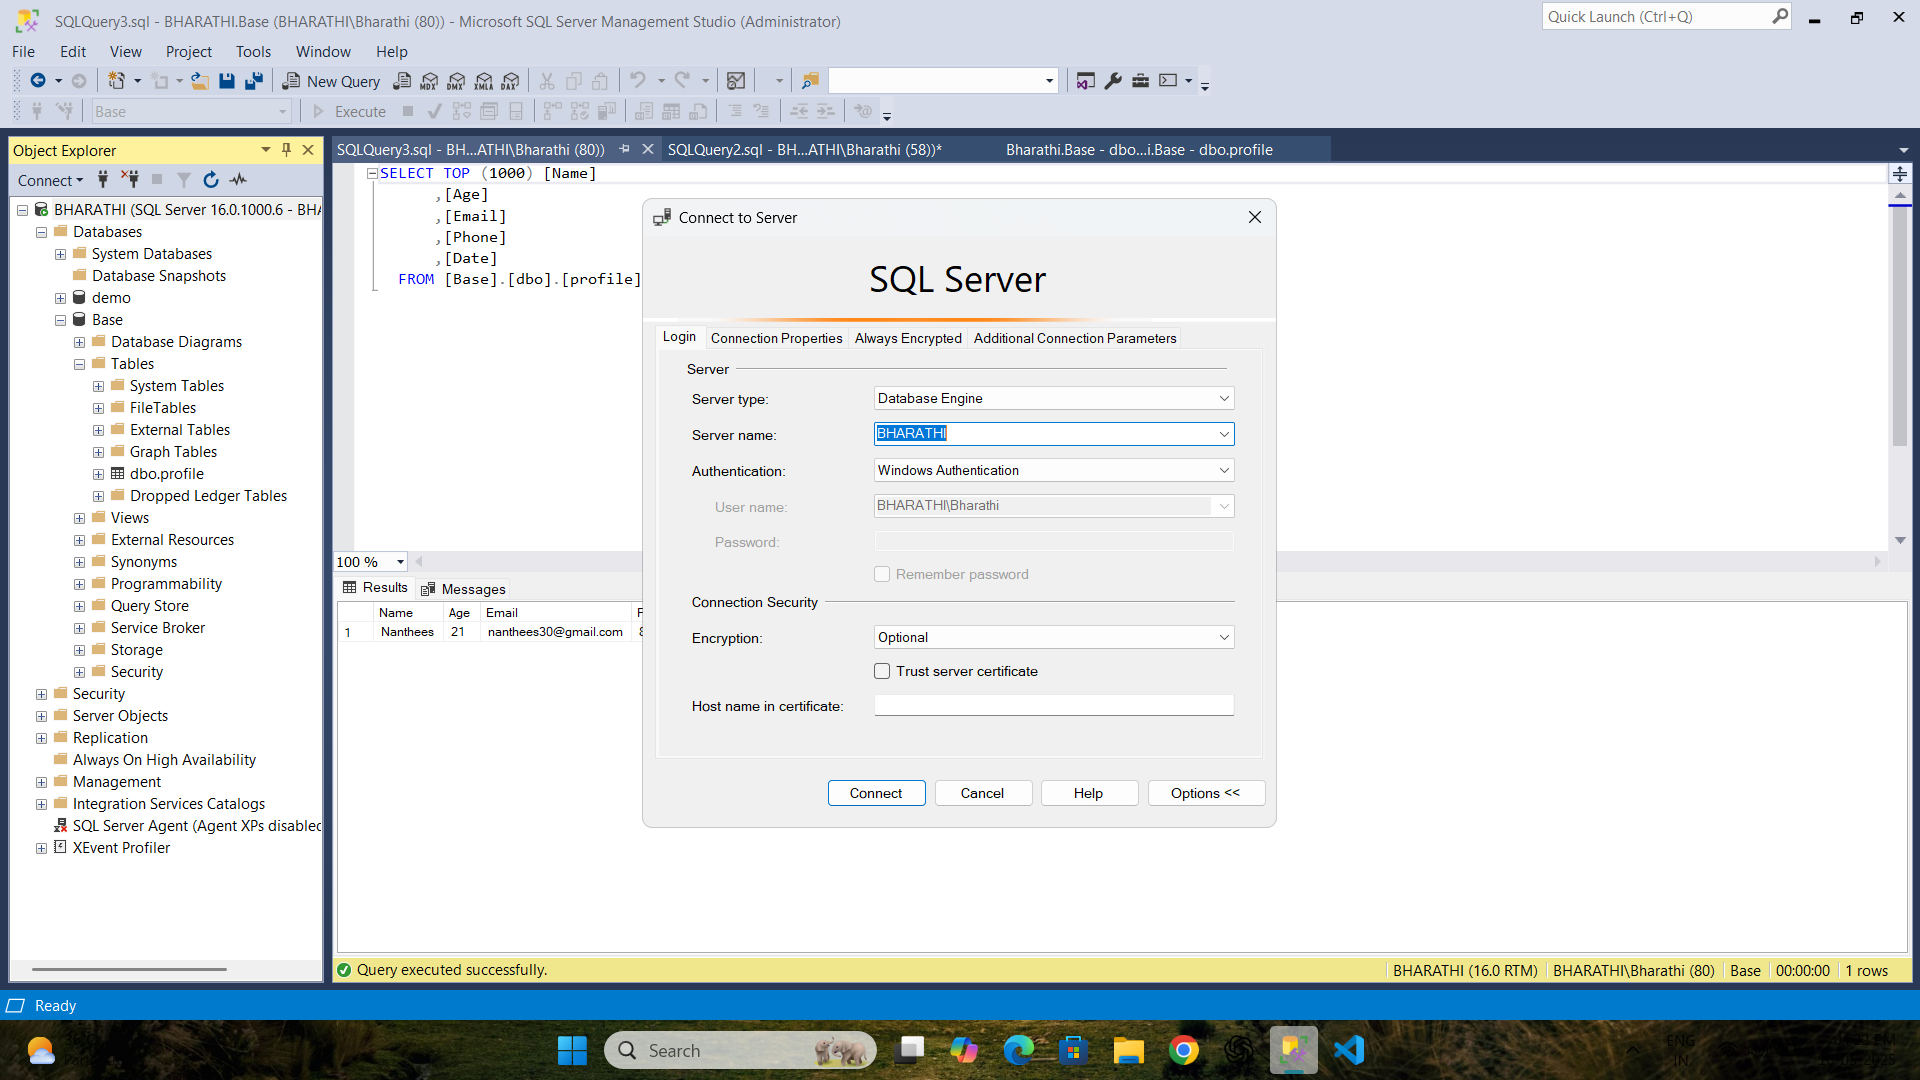 SQLQuery3.sql - BHARATHI.Base (BHARATHI\Bharathi (80)) - Microsoft SQL Server Management Studio (Administrator)
Quick Launch (Ctrl+Q)
File Edit View Project Tools Window Help
New Query MDX DMX XMLA DAX
Base Execute
Object Explorer
SQLQuery3.sql - BH...ATHI\Bharathi (80)) SQLQuery2.sql - BH...ATHI\Bharathi (58))* Bharathi.Base - dbo...i.Base - dbo.profile
Connect
BHARATHI (SQL Server 16.0.1000.6 - BHA
Databases
System Databases
Database Snapshots
demo
Base
Database Diagrams
Tables
System Tables
FileTables
External Tables
Graph Tables
dbo.profile
Dropped Ledger Tables
Views
External Resources
Synonyms
Programmability
Query Store
Service Broker
Storage
Security
Security
Server Objects
Replication
Always On High Availability
Management
Integration Services Catalogs
SQL Server Agent (Agent XPs disabled
XEvent Profiler
SELECT TOP (1000) [Name]
,[Age]
,[Email]
,[Phone]
,[Date]
FROM [Base].[dbo].[profile]
100 %
Results Messages
Name Age Email
1 Nanthees 21 nanthees30@gmail.com
Connect to Server
SQL Server
Login Connection Properties Always Encrypted Additional Connection Parameters
Server
Server type: Database Engine
Server name: BHARATHI
Authentication: Windows Authentication
User name: BHARATHI\Bharathi
Password:
Remember password
Connection Security
Encryption: Optional
Trust server certificate
Host name in certificate:
Connect Cancel Help Options <<
Query executed successfully. BHARATHI (16.0 RTM) BHARATHI\Bharathi (80) Base 00:00:00 1 rows
Ready
Search
ENG
IN